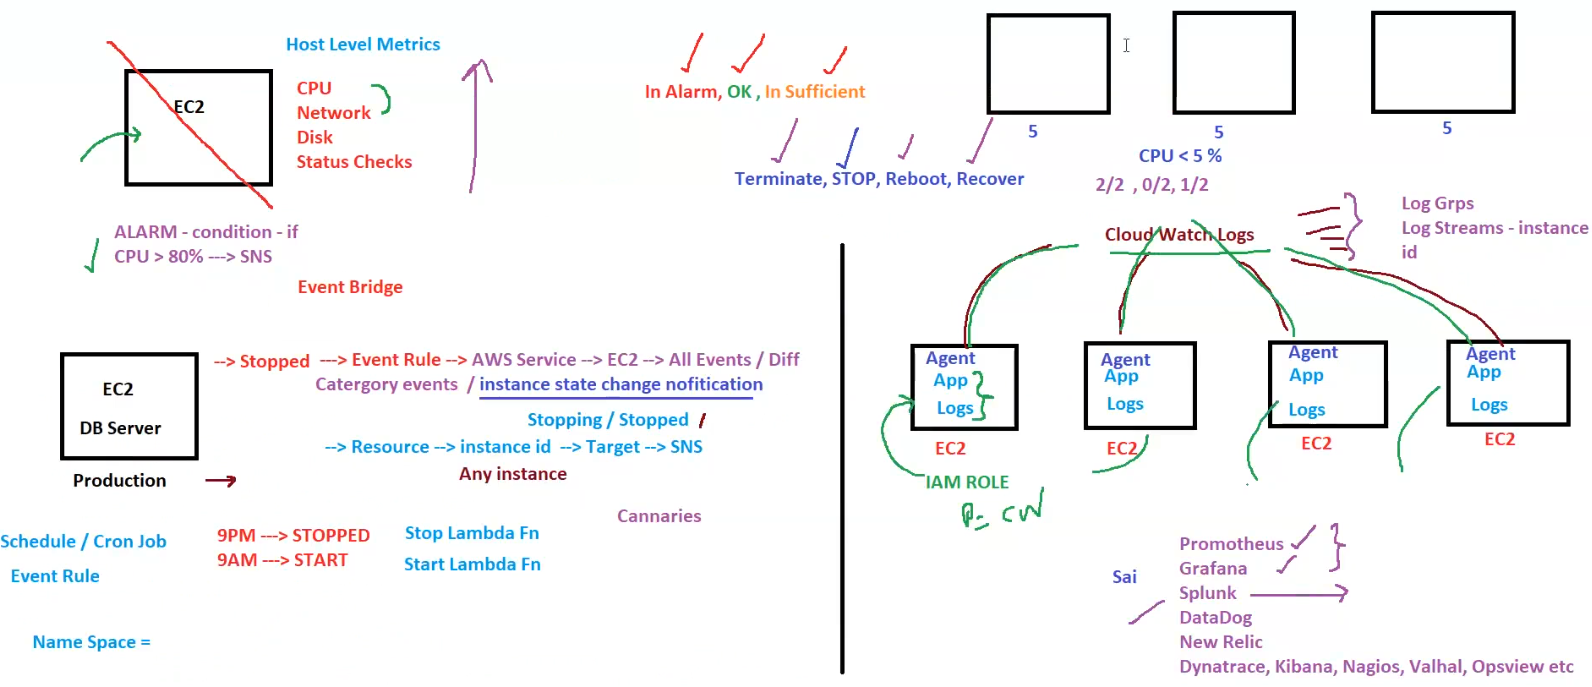 Host Level Metrics
EC2
CPU
Network
Disk
Status Checks
ALARM - condition - if
CPU > 80% ---> SNS
Event Bridge
In Alarm, OK , In Sufficient
Terminate, STOP, Reboot, Recover
5
5
5
CPU < 5 %
2/2 , 0/2, 1/2
Log Grps
Log Streams - instance
id
Cloud Watch Logs
EC2
DB Server
Production
--> Stopped ---> Event Rule --> AWS Service --> EC2 --> All Events / Diff
Catergory events / instance state change nofitication
Stopping / Stopped /
--> Resource --> instance id --> Target --> SNS
Any instance
Cannaries
Schedule / Cron Job
Event Rule
9PM ---> STOPPED
9AM ---> START
Stop Lambda Fn
Start Lambda Fn
Name Space =
Agent
App
Logs
EC2
Agent
App
Logs
EC2
Agent
App
Logs
EC2
Agent
App
Logs
EC2
IAM ROLE
P= CW
Sai
Promotheus
Grafana
Splunk
DataDog
New Relic
Dynatrace, Kibana, Nagios, Valhal, Opsview etc